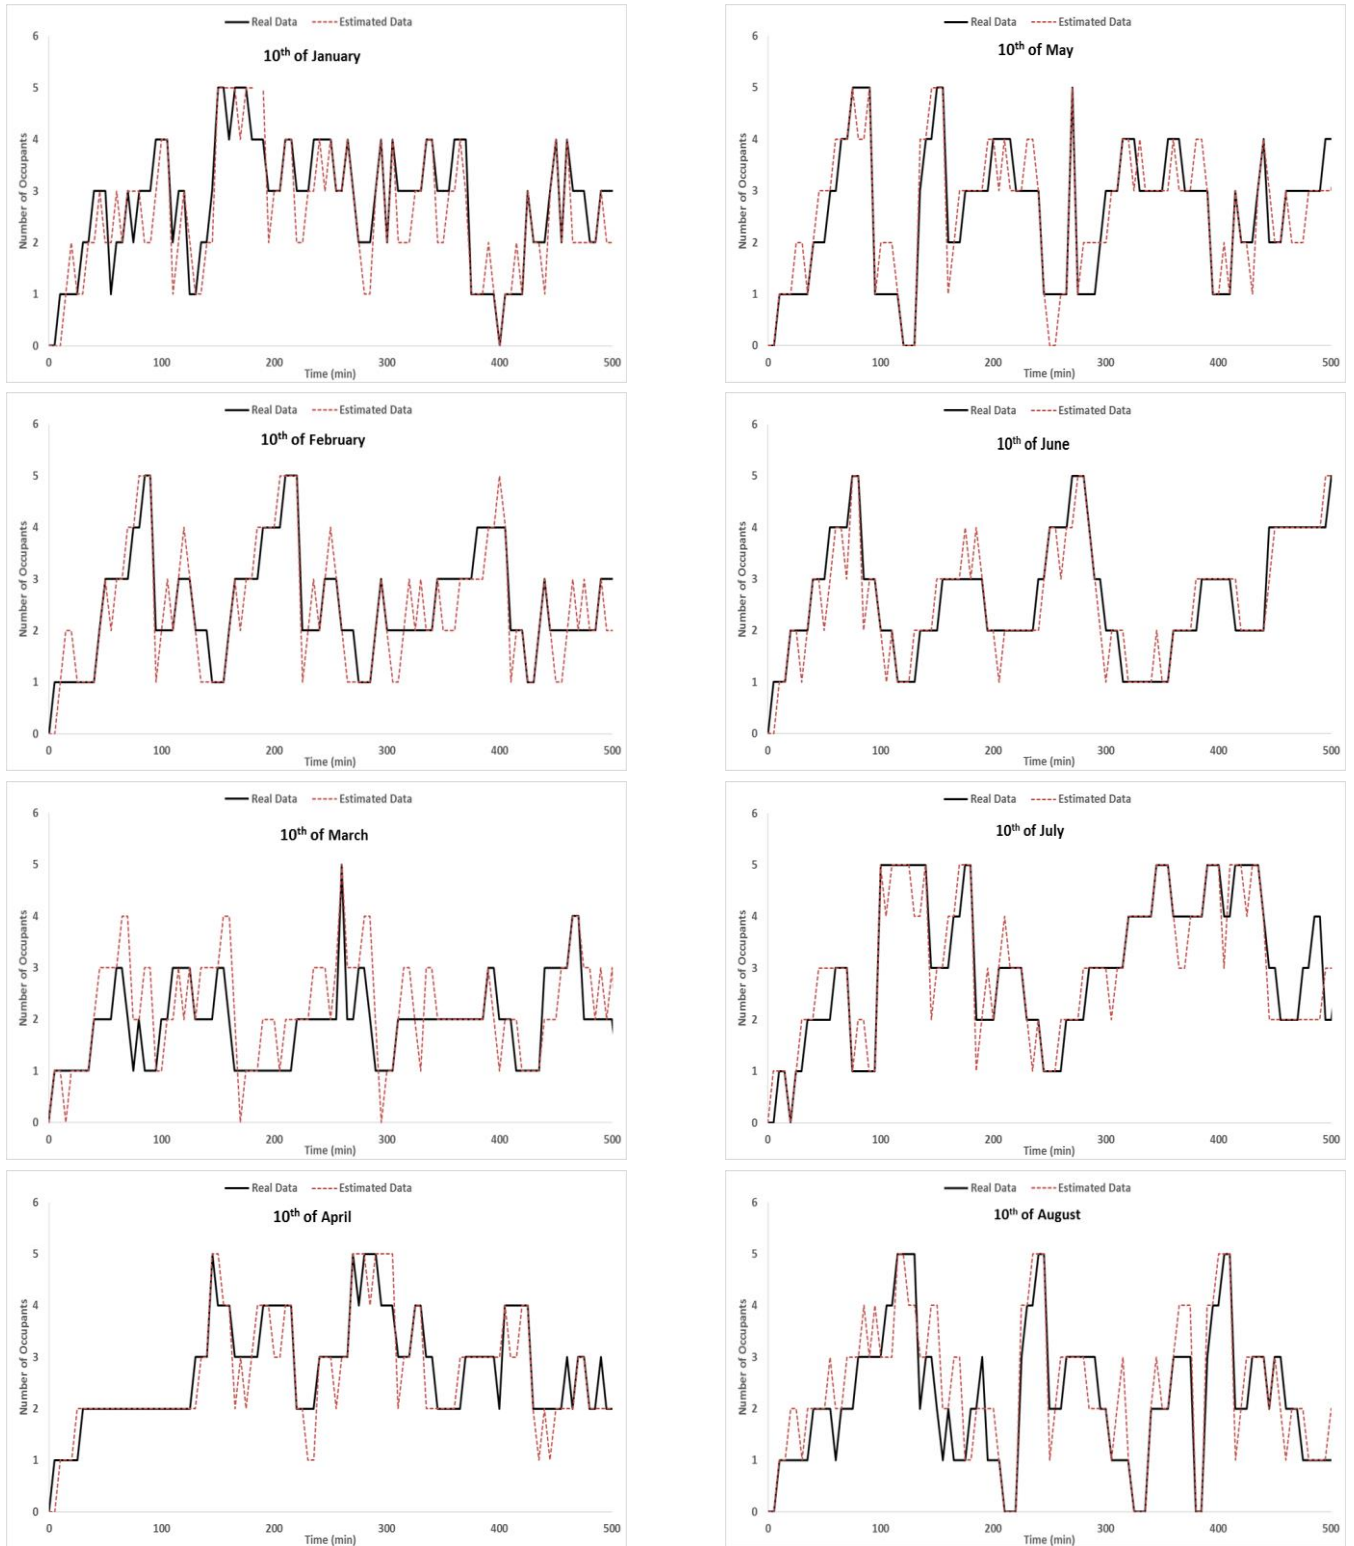 Real Data Estimated Data
10th of January
Number of Occupants
6
5
4
3
2
1
0
0 100 200 300 400 500
Time (min)
Real Data Estimated Data
10th of May
Number of Occupants
6
5
4
3
2
1
0
0 100 200 300 400 500
Time (min)
Real Data Estimated Data
10th of February
Number of Occupants
6
5
4
3
2
1
0
0 100 200 300 400 500
Time (min)
Real Data Estimated Data
10th of June
Number of Occupants
6
5
4
3
2
1
0
0 100 200 300 400 500
Time (min)
Real Data Estimated Data
10th of March
Number of Occupants
6
5
4
3
2
1
0
0 100 200 300 400 500
Time (min)
Real Data Estimated Data
10th of July
Number of Occupants
6
5
4
3
2
1
0
0 100 200 300 400 500
Time (min)
Real Data Estimated Data
10th of April
Number of Occupants
6
5
4
3
2
1
0
0 100 200 300 400 500
Time (min)
Real Data Estimated Data
10th of August
Number of Occupants
6
5
4
3
2
1
0
0 100 200 300 400 500
Time (min)